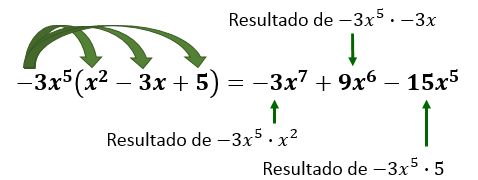 Resultado de −3x⁵ · −3x
−3x⁵(x² − 3x + 5) = −3x⁷ + 9x⁶ − 15x⁵
Resultado de −3x⁵ · x²
Resultado de −3x⁵ · 5